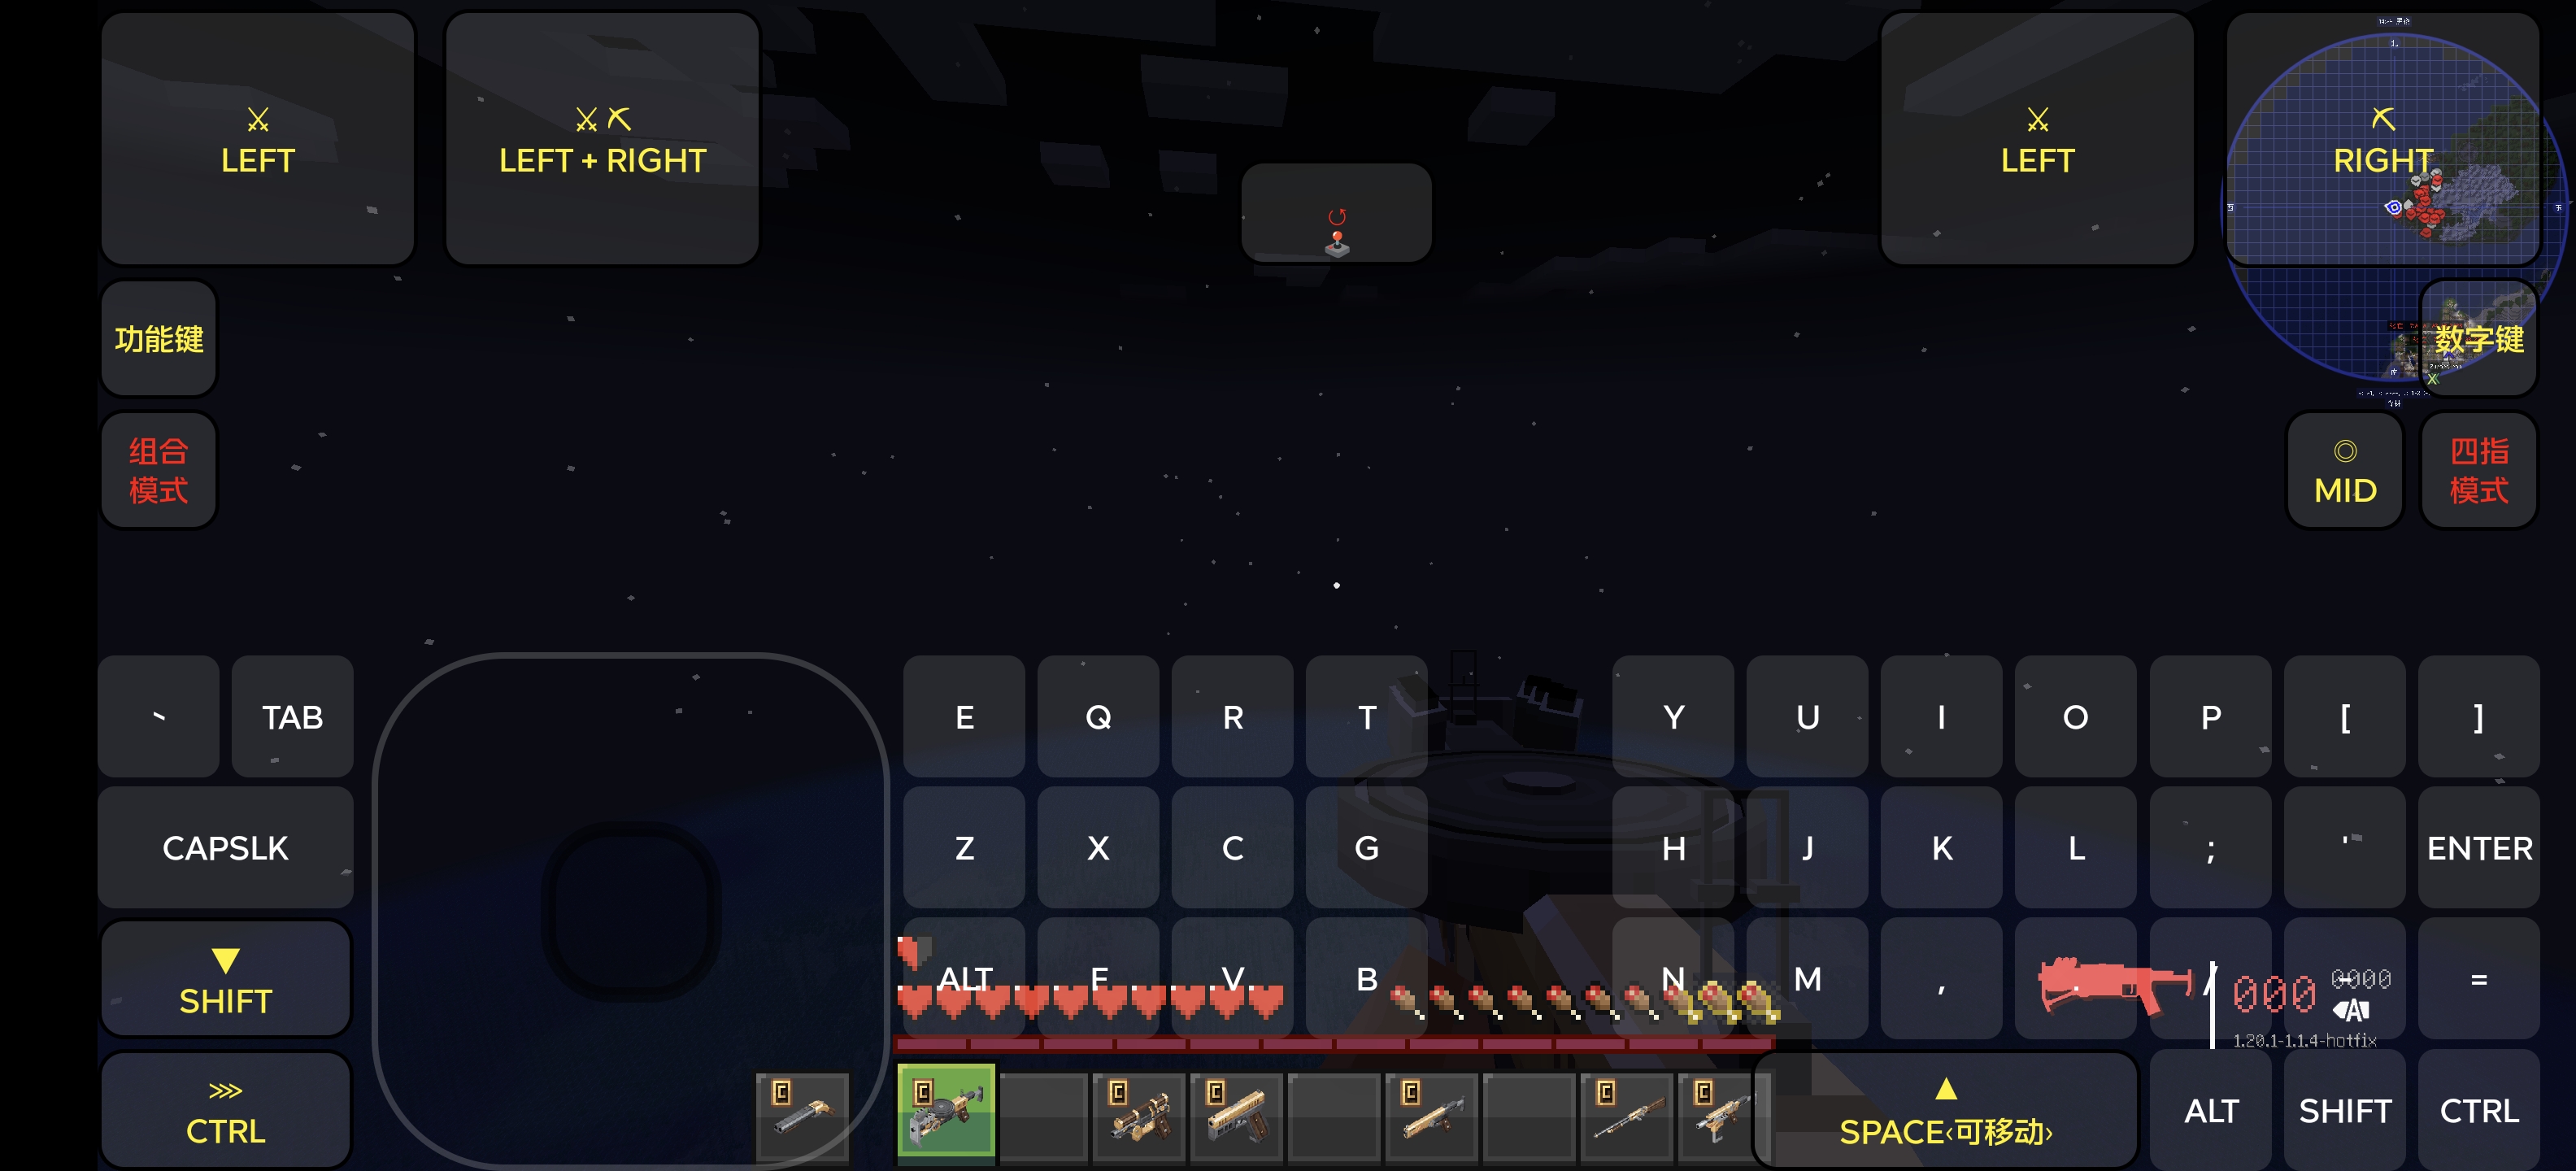 LEFT
LEFT + RIGHT
LEFT
RIGHT
功能键
数字键
X
组合
模式
MID
四指
模式
` TAB E Q R T Y U I O P [ ]
CAPSLK Z X C G H J K L ; ' ENTER
SHIFT ALT F V B N M , . / - =
000 0000
A
1.20.1-1.1.4-hotfix
CTRL SPACE‹可移动› ALT SHIFT CTRL